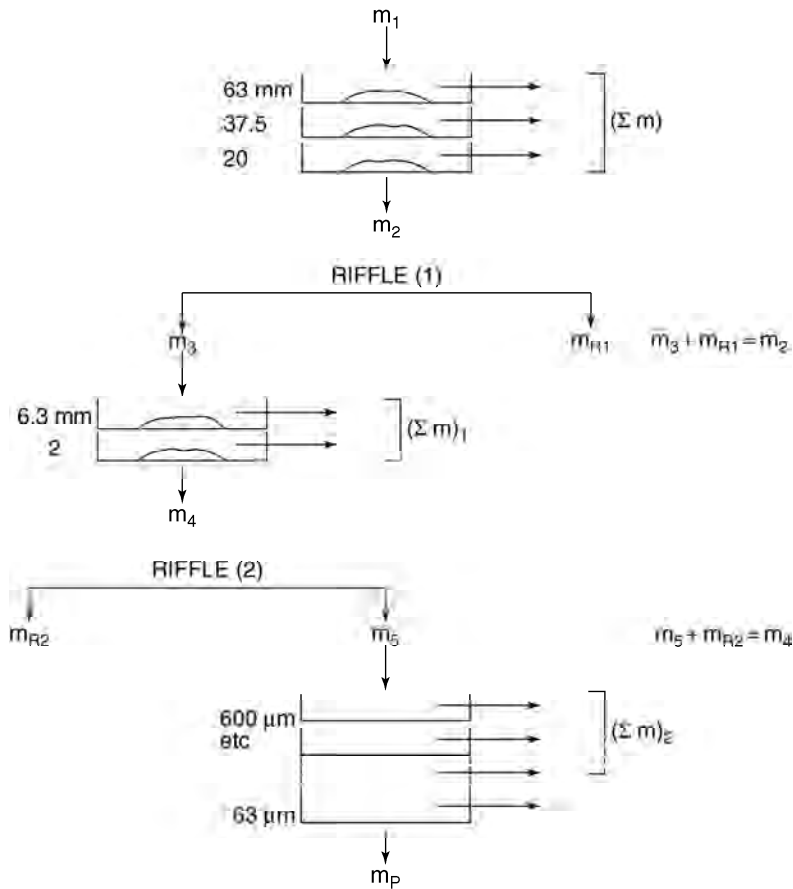 m₁
63 mm
37.5
20
(Σ m)
m₂
RIFFLE (1)
m₃
mR1
m₃ + mR1 = m₂
6.3 mm
2
(Σ m)₁
m₄
RIFFLE (2)
mR2
m₅
m₅ + mR2 = m₄
600 μm
etc
(Σ m)₂
63 μm
mP